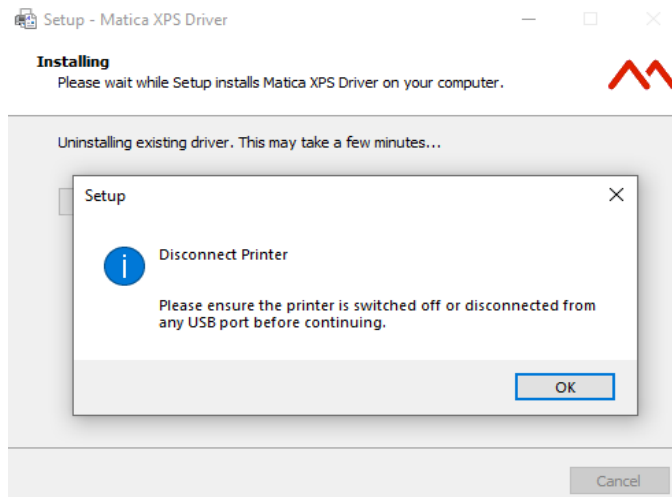 Setup - Matica XPS Driver
Installing
Please wait while Setup installs Matica XPS Driver on your computer.
Uninstalling existing driver. This may take a few minutes...
Setup
Disconnect Printer
Please ensure the printer is switched off or disconnected from
any USB port before continuing.
OK
Cancel